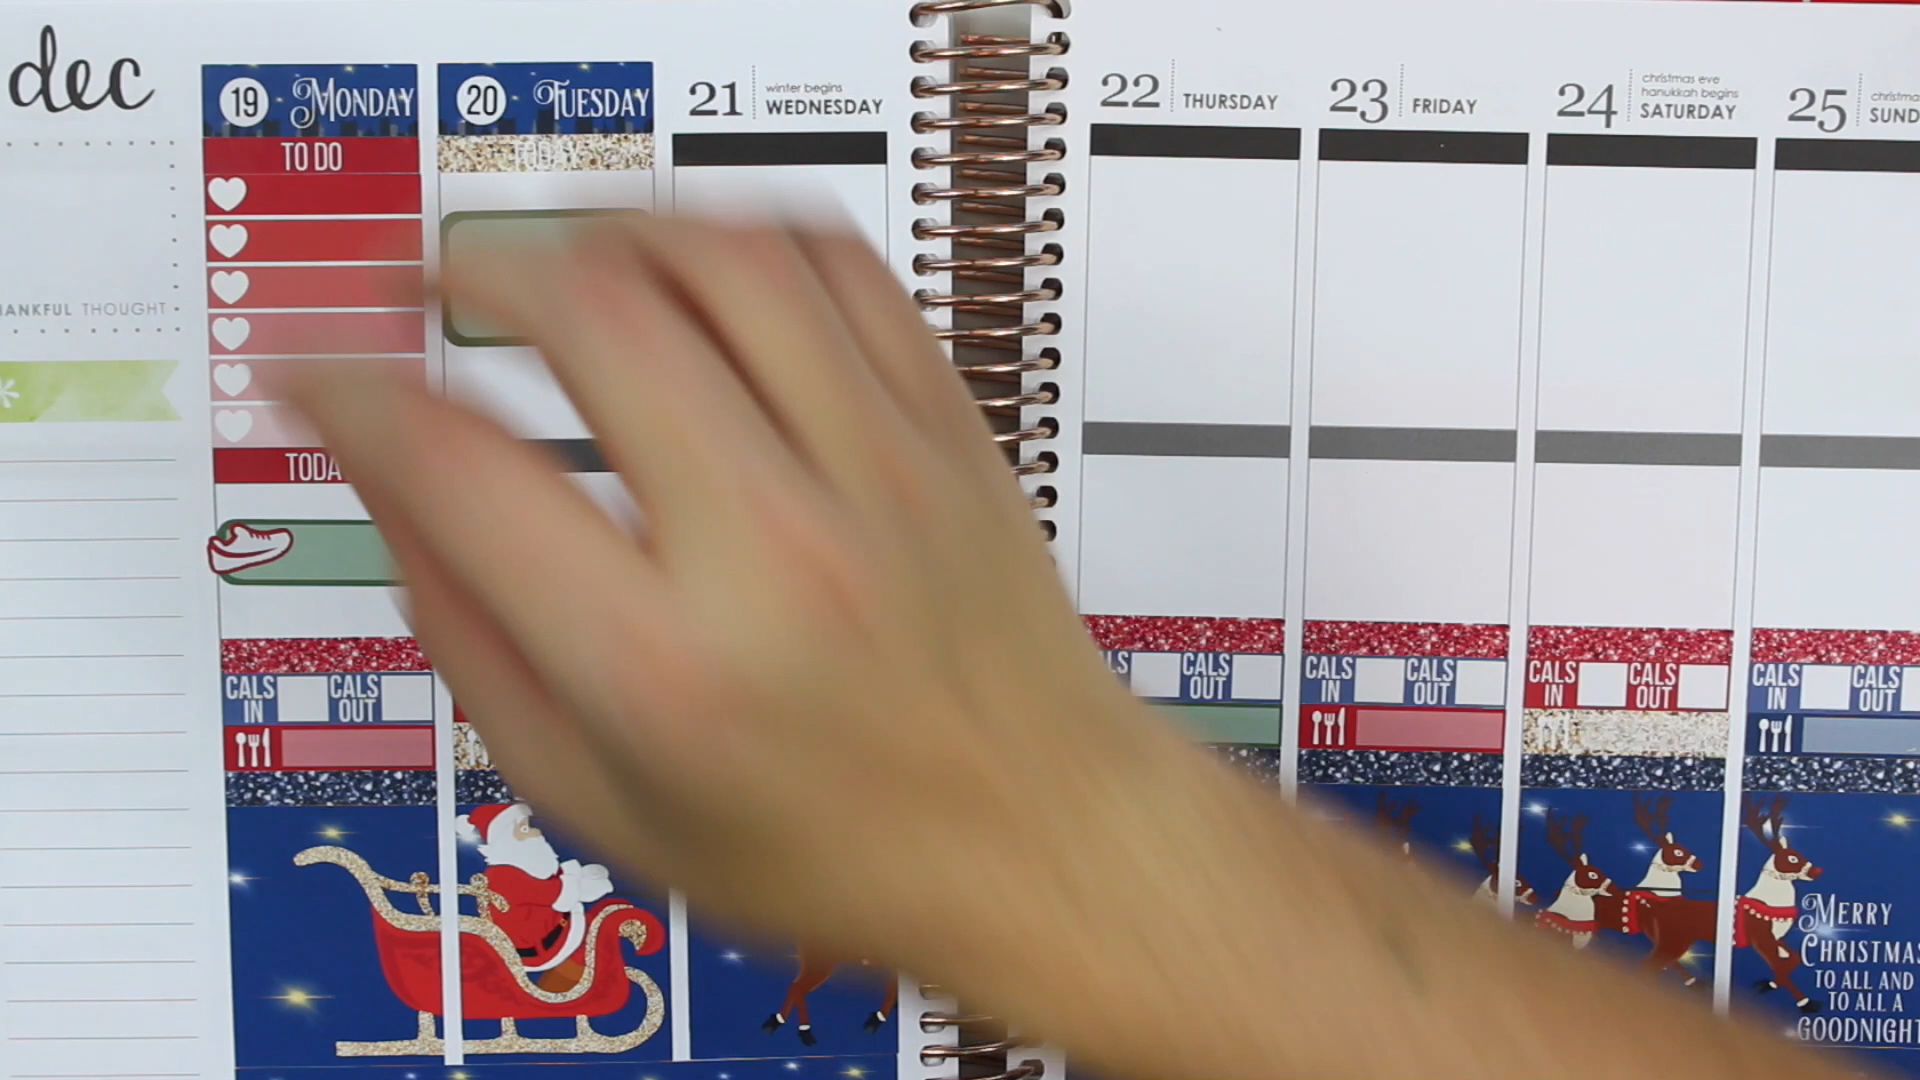 dec
19 MONDAY
20 TUESDAY
21 winter begins
WEDNESDAY
22 THURSDAY
23 FRIDAY
24 christmas eve
hanukkah begins
SATURDAY
25
TO DO
TODAY
THOUGHT
CALS IN CALS OUT
CALS OUT
CALS IN CALS OUT
CALS IN CALS OUT
CALS IN CALS OUT
MERRY
CHRISTMAS
TO ALL AND
TO ALL A
GOODNIGHT